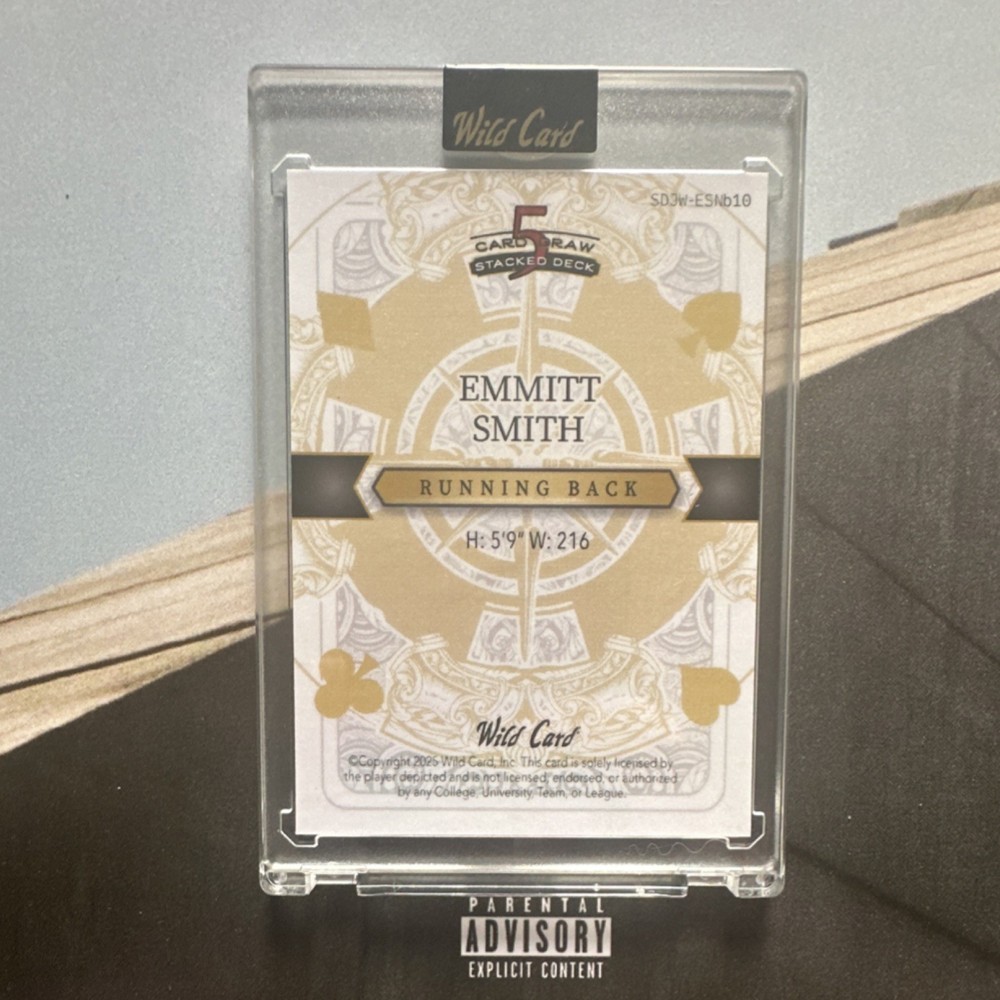 Wild Card
SDJW-ESNb10
5
CARD DRAW
STACKED DECK
EMMITT
SMITH
RUNNING BACK
H: 5'9" W: 216
Wild Card
©Copyright 2025 Wild Card, Inc. This card is solely licensed by
the player depicted and is not licensed, endorsed, or authorized
by any College, University, Team, or League.
PARENTAL
ADVISORY
EXPLICIT CONTENT